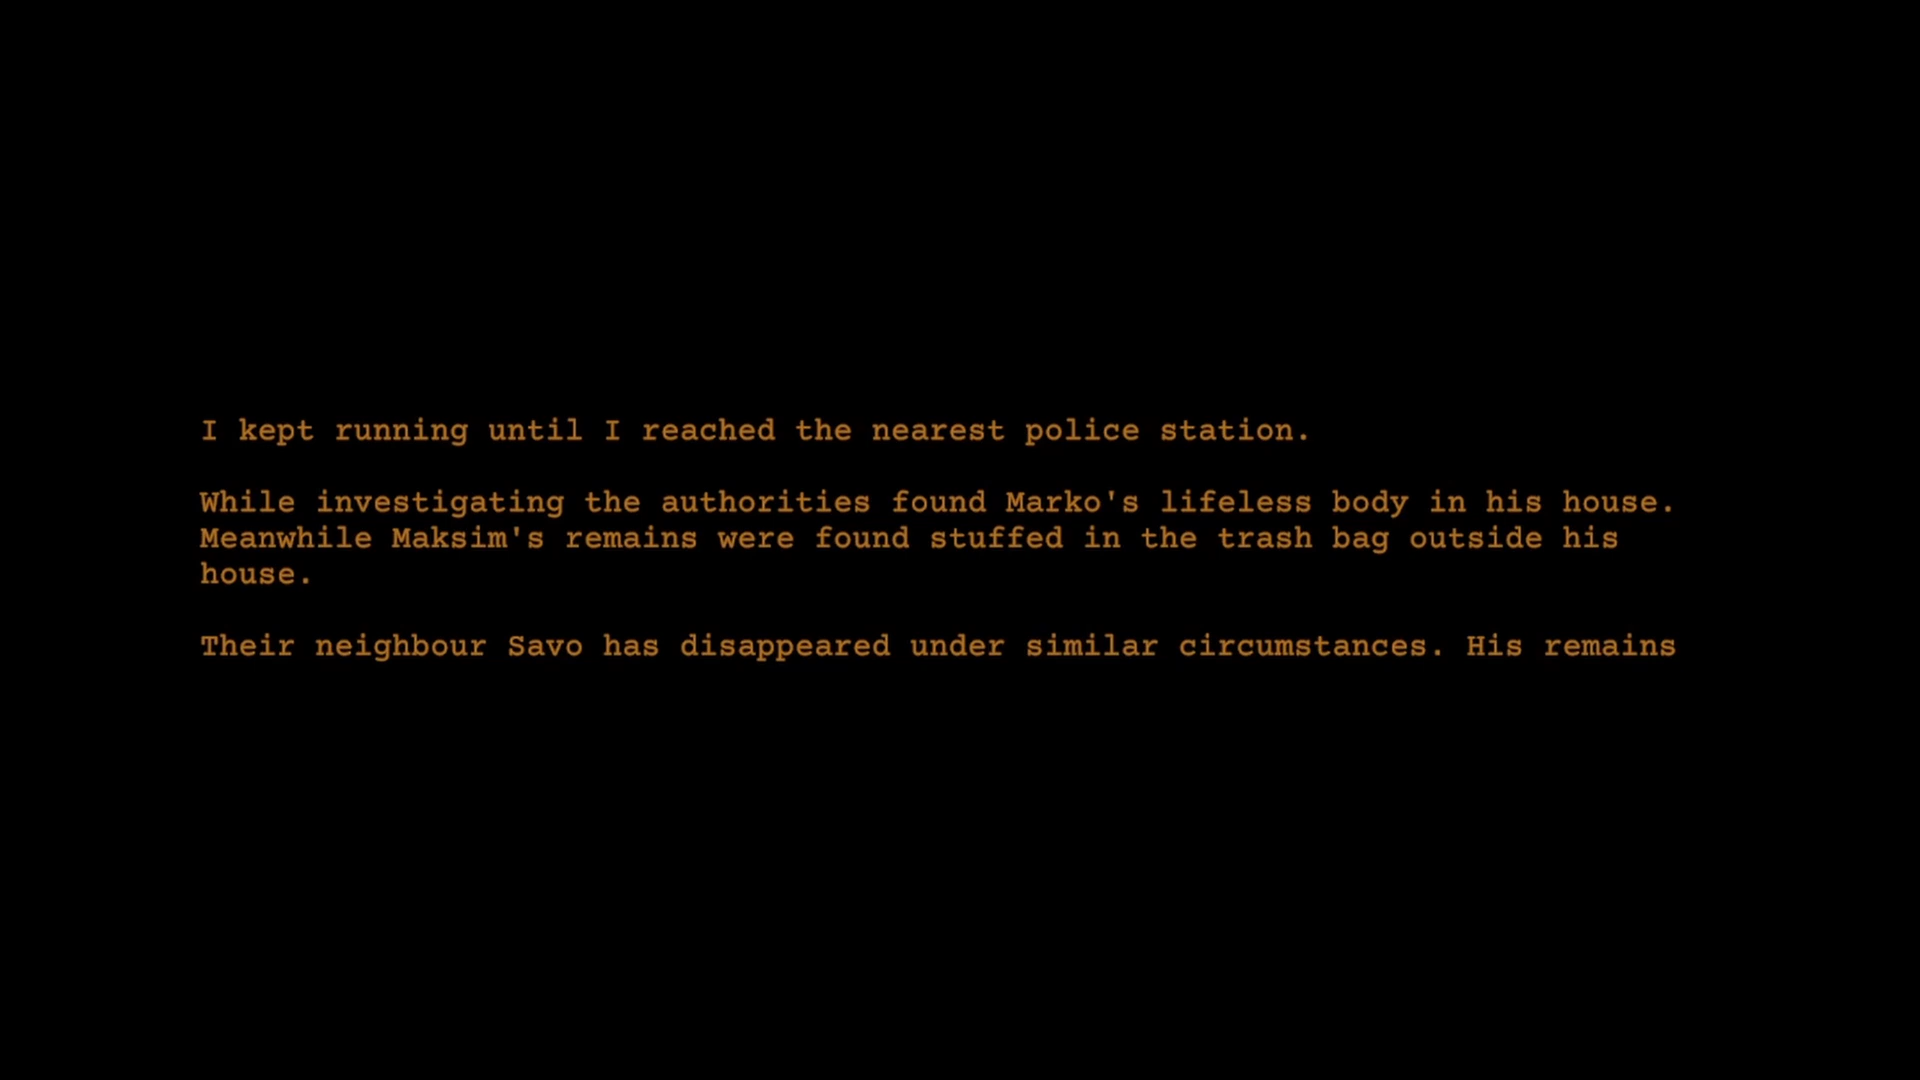 I kept running until I reached the nearest police station.
While investigating the authorities found Marko's lifeless body in his house.
Meanwhile Maksim's remains were found stuffed in the trash bag outside his
house.
Their neighbour Savo has disappeared under similar circumstances. His remains